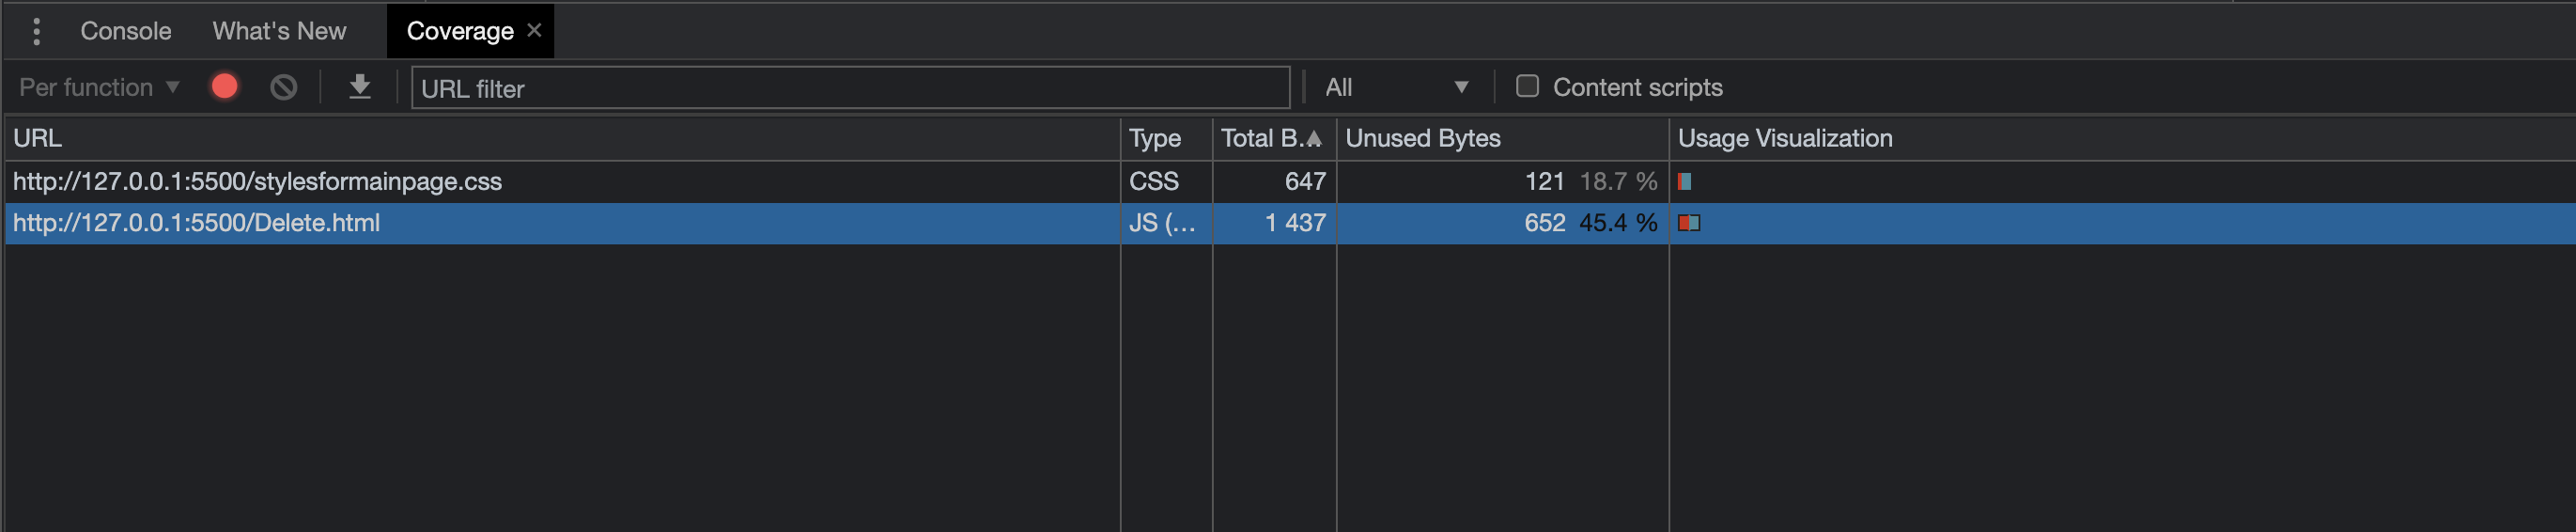 Console What's New Coverage ×
Per function URL filter All Content scripts
URL Type Total B... Unused Bytes Usage Visualization
http://127.0.0.1:5500/stylesformainpage.css CSS 647 121 18.7 %
http://127.0.0.1:5500/Delete.html JS (... 1 437 652 45.4 %